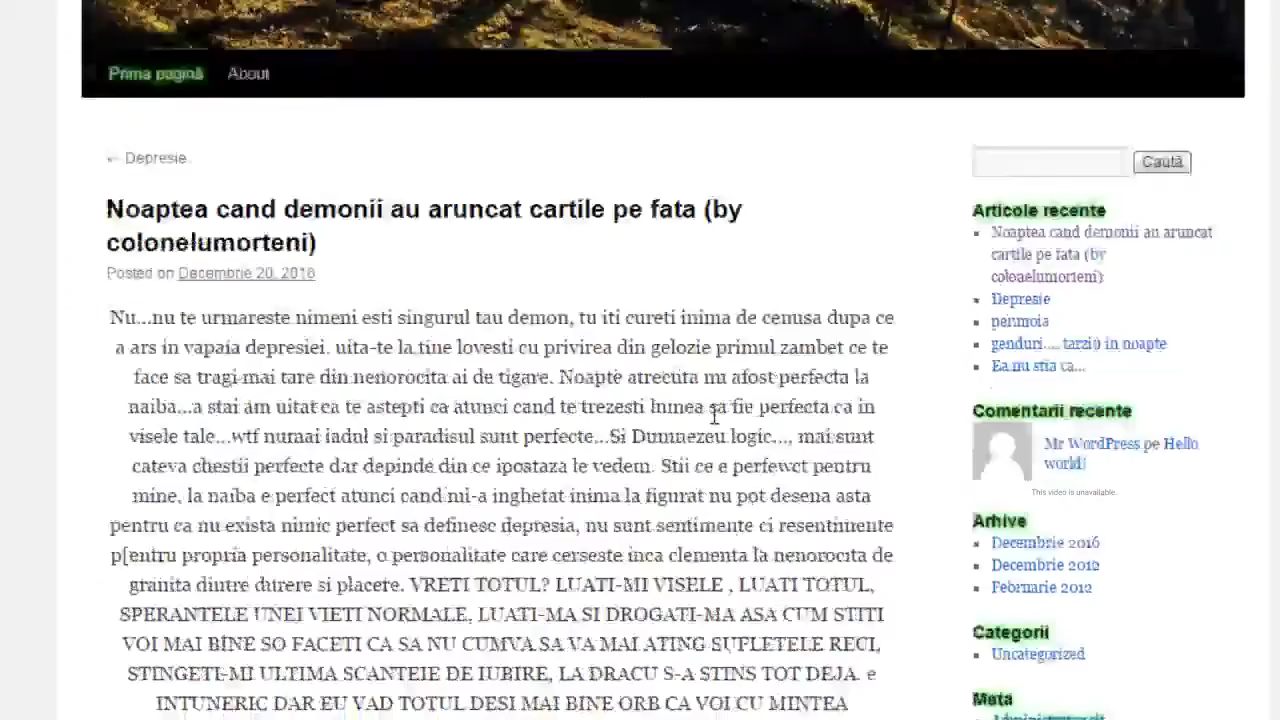 Prima pagină
About
← Depresie
Noaptea cand demonii au aruncat cartile pe fata (by
colonelumorteni)
Posted on Decembrie 20, 2016
Nu...nu te urmareste nimeni esti singurul tau demon, tu iti cureti inima de cenusa dupa ce
a ars in vapaia depresiei. uita-te la tine lovesti cu privirea din gelozie primul zambet ce te
face sa tragi mai tare din nenorocita ai de tigare. Noapte atrecuta nu afost perfecta la
naiba...a stai am uitat ca te astepti ca atunci cand te trezesti lumea sa fie perfecta ca in
visele tale...wtf numai iadul si paradisul sunt perfecte...Si Dumnezeu logic..., mai sunt
cateva chestii perfecte dar depinde din ce ipostaza le vedem. Stii ce e perfewct pentru
mine, la naiba e perfect atunci cand mi-a inghetat inima la figurat nu pot desena asta
pentru ca nu exista nimic perfect sa definesc depresia, nu sunt sentimente ci resentimente
p[entru propria personalitate, o personalitate care cerseste inca clementa la nenorocita de
granita dintre durere si placere. VRETI TOTUL? LUATI-MI VISELE , LUATI TOTUL,
SPERANTELE UNEI VIETI NORMALE, LUATI-MA SI DROGATI-MA ASA CUM STITI
VOI MAI BINE SO FACETI CA SA NU CUMVA SA VA MAI ATING SUFLETELE RECI,
STINGETI-MI ULTIMA SCANTEIE DE IUBIRE, LA DRACU S-A STINS TOT DEJA. e
INTUNERIC DAR EU VAD TOTUL DESI MAI BINE ORB CA VOI CU MINTEA
Caută
Articole recente
Noaptea cand demonii au aruncat
cartile pe fata (by
colonelumorteni)
Depresie
genduri.... tarzii in noapte
Ea nu stia ca...
Comentarii recente
Mr WordPress pe Hello
world!
This video is unavailable.
Arhive
Decembrie 2016
Decembrie 2012
Februarie 2012
Categorii
Uncategorized
Meta